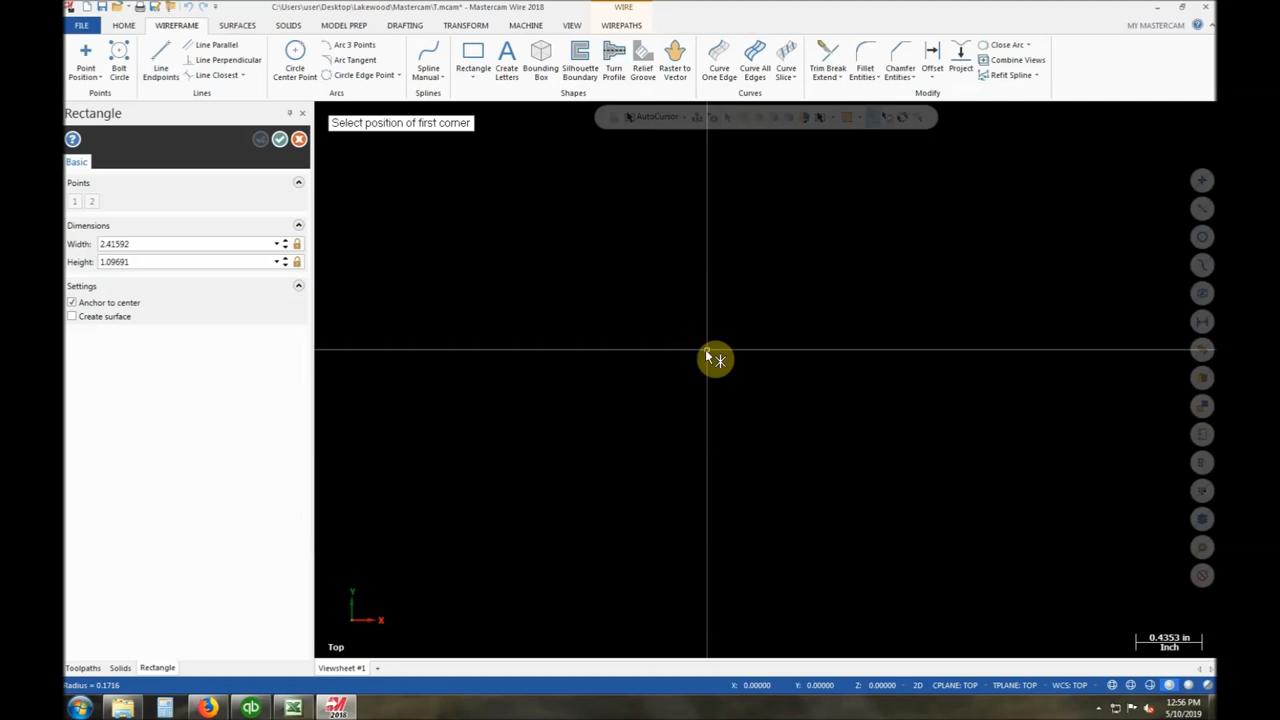 C:\Users\user\Desktop\Lakewood\Mastercam\T.mcam* - Mastercam Wire 2018
WIRE
FILE HOME WIREFRAME SURFACES SOLIDS MODEL PREP DRAFTING TRANSFORM MACHINE VIEW WIREPATHS MY MASTERCAM
Point Position
Bolt Circle
Points
Line Endpoints
Line Parallel
Line Perpendicular
Line Closest
Lines
Circle Center Point
Arc 3 Points
Arc Tangent
Circle Edge Point
Arcs
Spline Manual
Splines
Rectangle
Create Letters
Bounding Box
Silhouette Boundary
Turn Profile
Relief Groove
Raster to Vector
Shapes
Curve One Edge
Curve All Edges
Curve Slice
Curves
Trim Break Extend
Fillet Entities
Chamfer Entities
Offset
Project
Close Arc
Combine Views
Refit Spline
Modify
Rectangle
Select position of first corner
AutoCursor
Basic
Points
1 2
Dimensions
Width: 2.41592
Height: 1.09691
Settings
Anchor to center
Create surface
Y
X
Top
0.4353 in
Inch
Toolpaths Solids Rectangle
Viewsheet #1 +
Radius = 0.1716
X: 0.00000 Y: 0.00000 Z: 0.00000 2D CPLANE: TOP TPLANE: TOP WCS: TOP
qb
2018
12:56 PM
5/10/2019